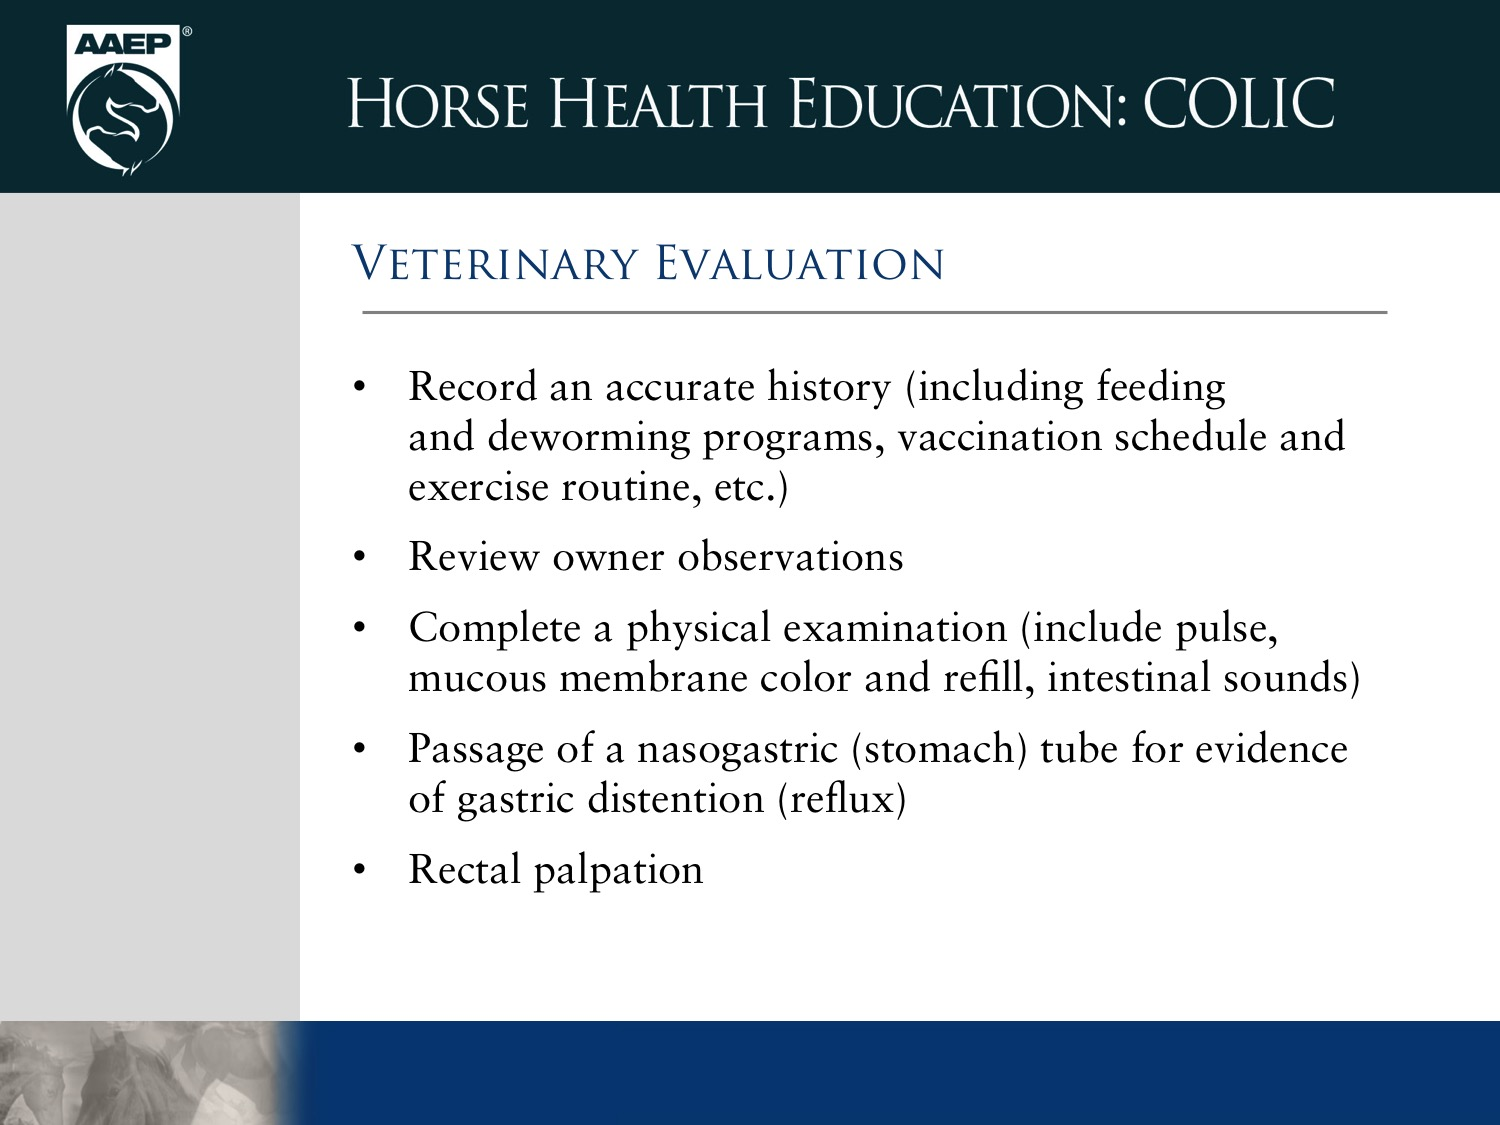 AAEP®
HORSE HEALTH EDUCATION: COLIC
VETERINARY EVALUATION
• Record an accurate history (including feeding
and deworming programs, vaccination schedule and
exercise routine, etc.)
• Review owner observations
• Complete a physical examination (include pulse,
mucous membrane color and refill, intestinal sounds)
• Passage of a nasogastric (stomach) tube for evidence
of gastric distention (reflux)
• Rectal palpation